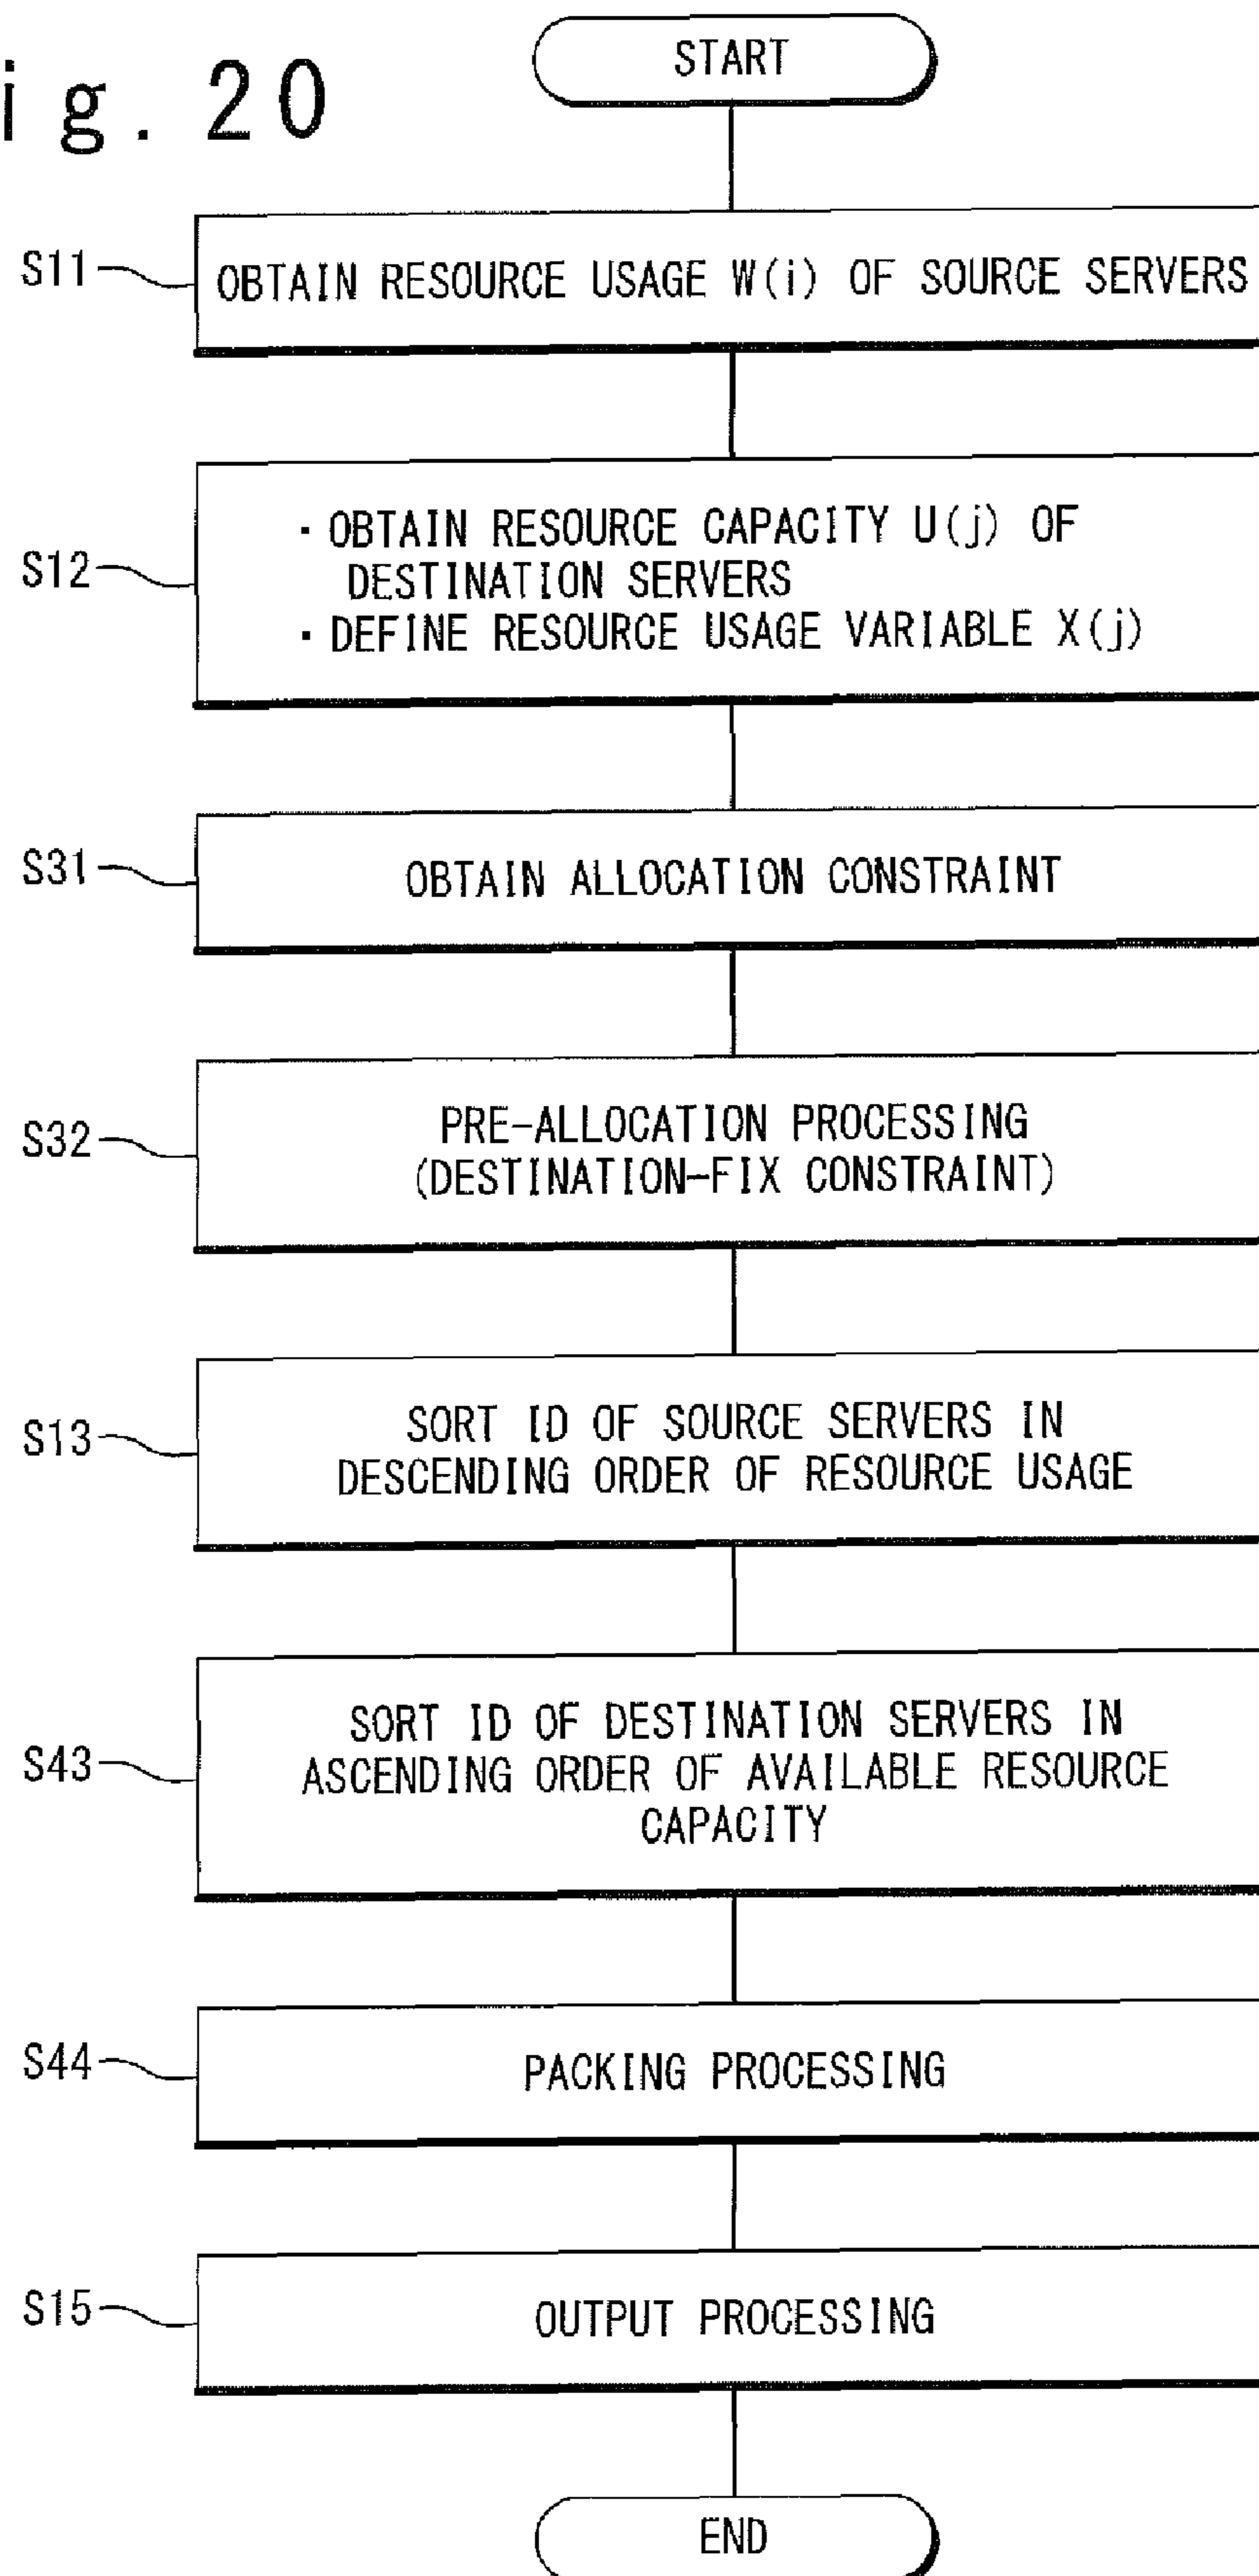 ig. 20
START
S11
OBTAIN RESOURCE USAGE W(i) OF SOURCE SERVERS
S12
・OBTAIN RESOURCE CAPACITY U(j) OF
DESTINATION SERVERS
・DEFINE RESOURCE USAGE VARIABLE X(j)
S31
OBTAIN ALLOCATION CONSTRAINT
S32
PRE-ALLOCATION PROCESSING
(DESTINATION-FIX CONSTRAINT)
S13
SORT ID OF SOURCE SERVERS IN
DESCENDING ORDER OF RESOURCE USAGE
S43
SORT ID OF DESTINATION SERVERS IN
ASCENDING ORDER OF AVAILABLE RESOURCE
CAPACITY
S44
PACKING PROCESSING
S15
OUTPUT PROCESSING
END